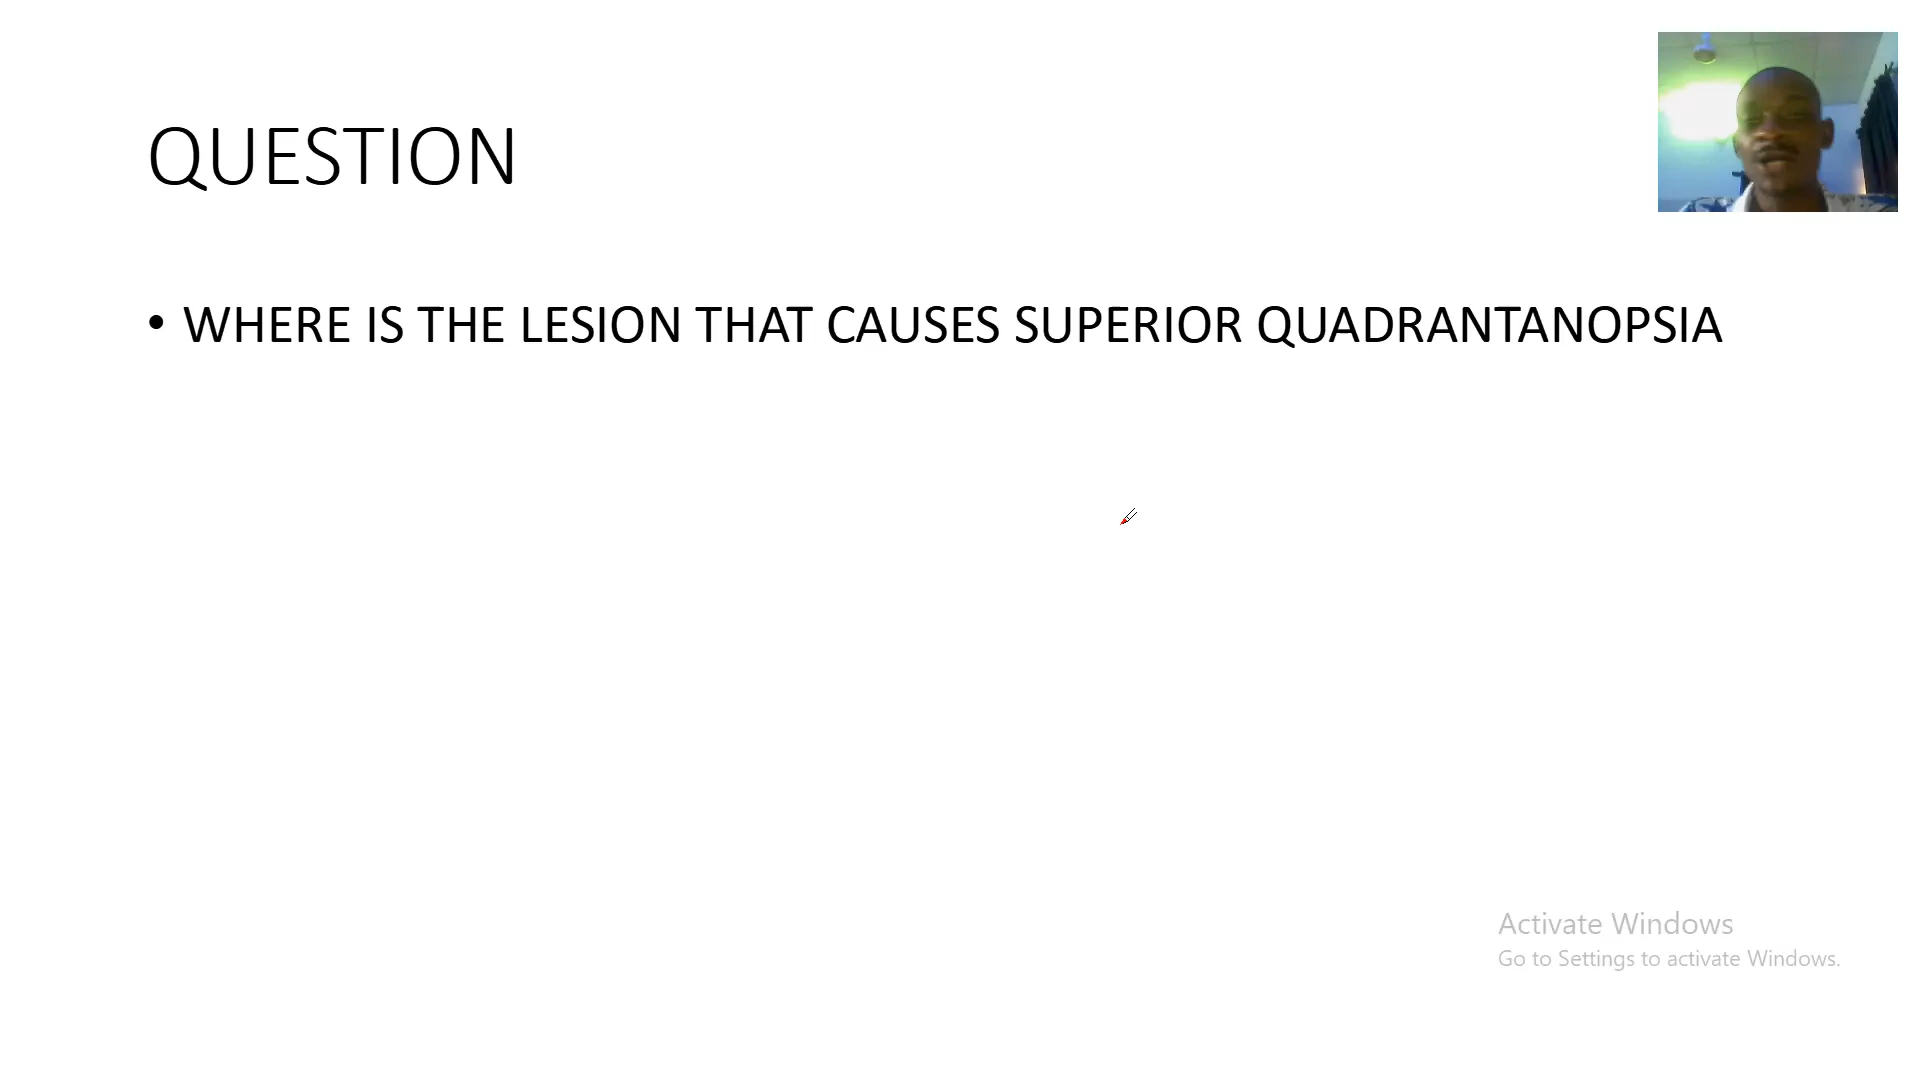 QUESTION
• WHERE IS THE LESION THAT CAUSES SUPERIOR QUADRANTANOPSIA
Activate Windows
Go to Settings to activate Windows.